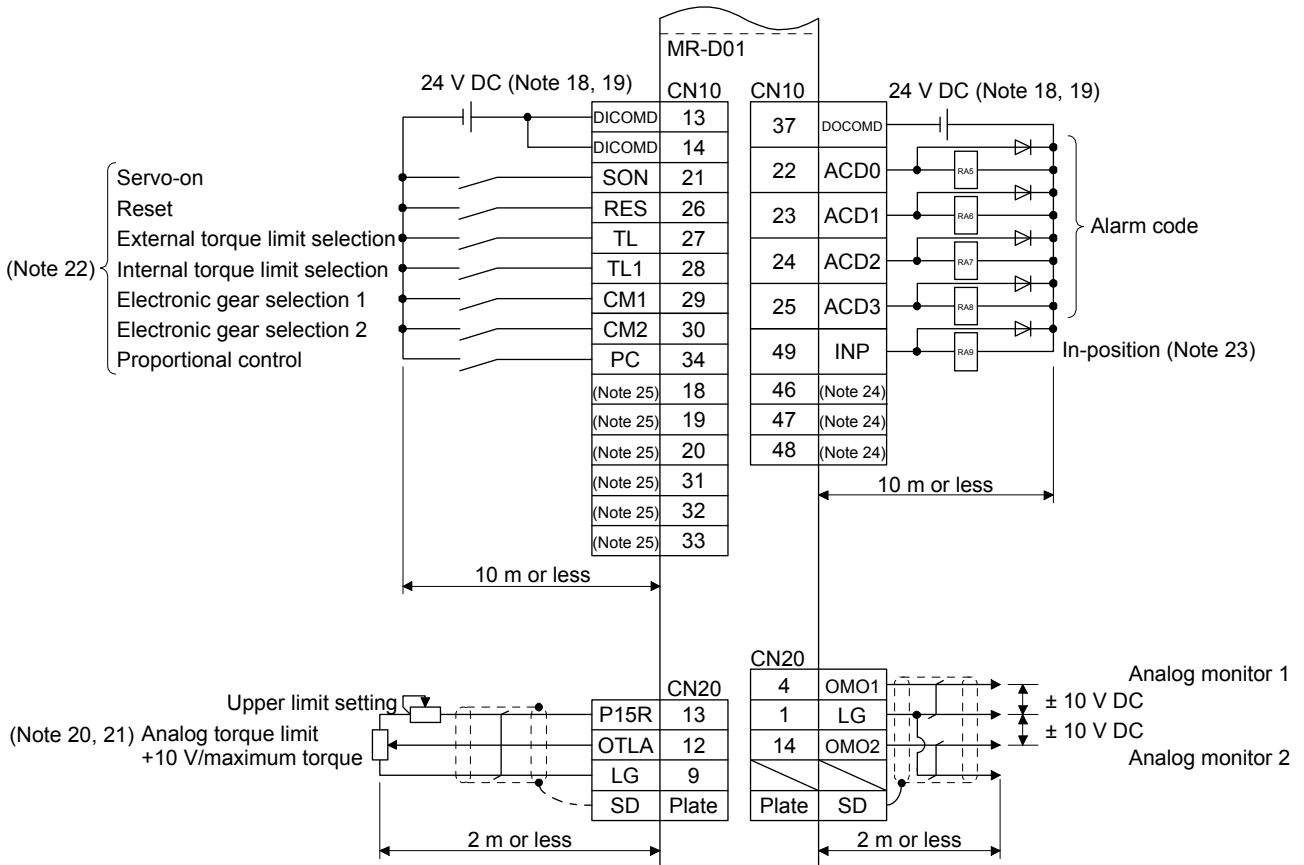 MR-D01
24 V DC (Note 18, 19)
CN10
DICOMD 13
DICOMD 14
Servo-on SON 21
Reset RES 26
External torque limit selection TL 27
(Note 22) Internal torque limit selection TL1 28
Electronic gear selection 1 CM1 29
Electronic gear selection 2 CM2 30
Proportional control PC 34
(Note 25) 18
(Note 25) 19
(Note 25) 20
(Note 25) 31
(Note 25) 32
(Note 25) 33
10 m or less
CN10
24 V DC (Note 18, 19)
37 DOCOMD
22 ACD0 RA5
23 ACD1 RA6
Alarm code
24 ACD2 RA7
25 ACD3 RA8
49 INP RA9 In-position (Note 23)
46 (Note 24)
47 (Note 24)
48 (Note 24)
10 m or less
CN20
Upper limit setting
P15R 13
(Note 20, 21) Analog torque limit
+10 V/maximum torque
OTLA 12
LG 9
SD Plate
2 m or less
CN20
4 OMO1 Analog monitor 1
± 10 V DC
1 LG
± 10 V DC
14 OMO2 Analog monitor 2
Plate SD
2 m or less